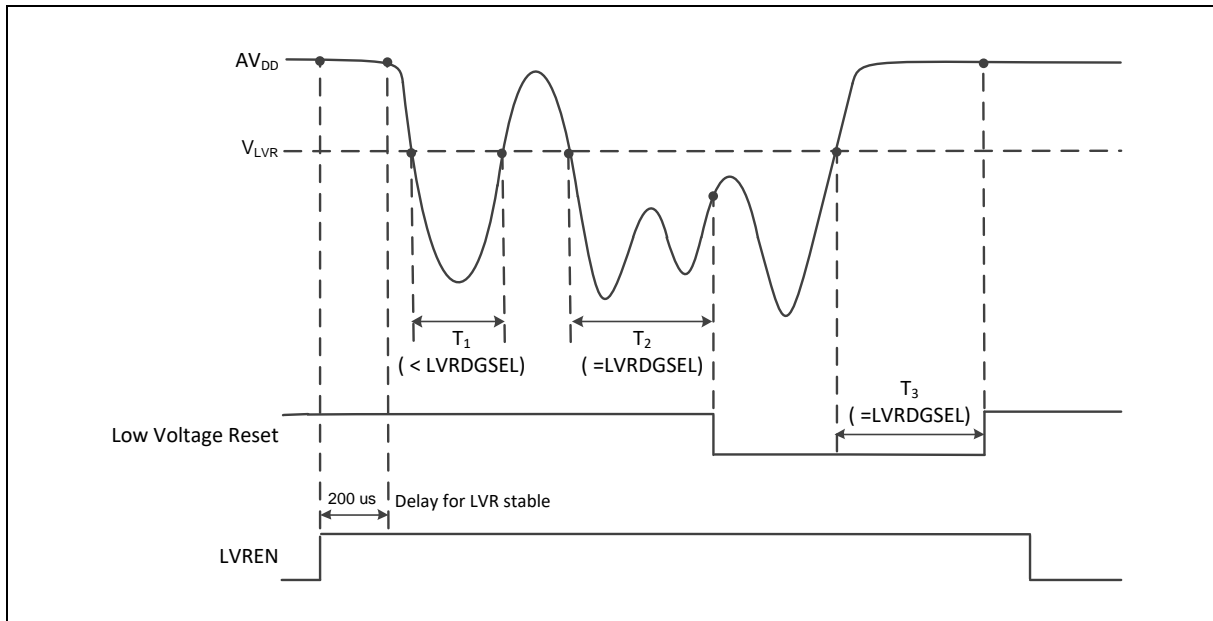 AVDD
VLVR
T1
( < LVRDGSEL)
T2
( =LVRDGSEL)
T3
( =LVRDGSEL)
Low Voltage Reset
200 us
Delay for LVR stable
LVREN